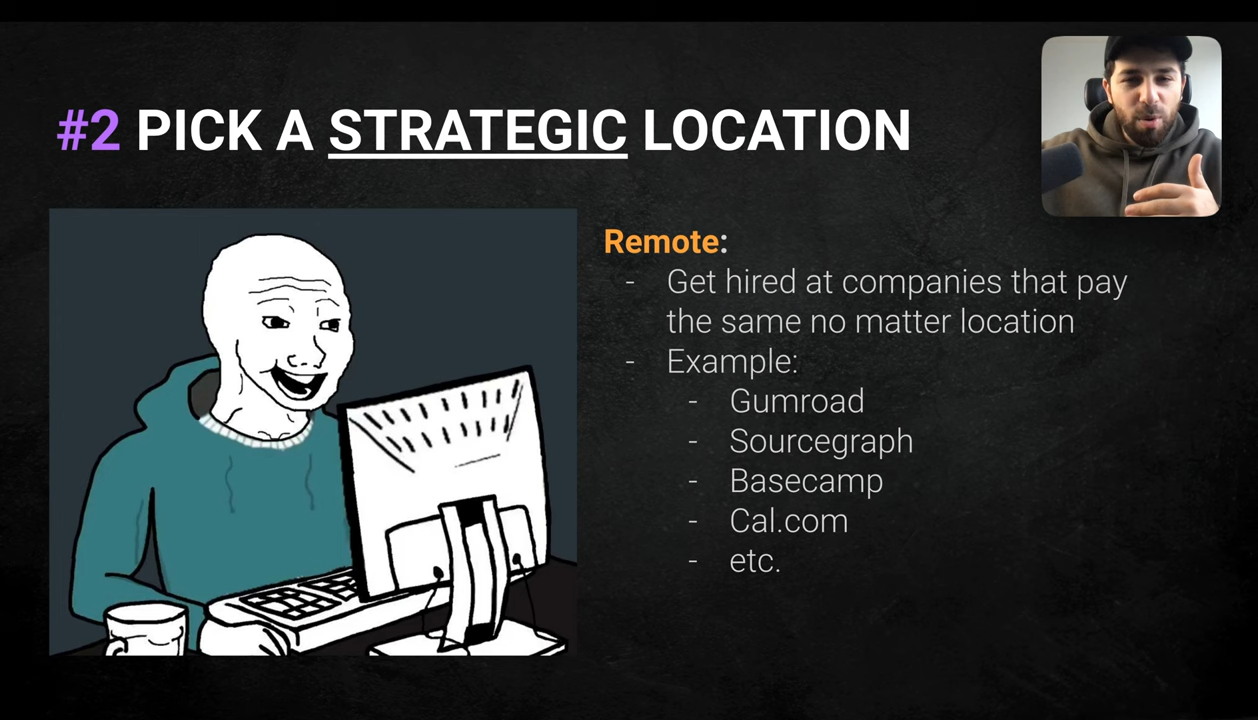 #2 PICK A STRATEGIC LOCATION
Remote:
- Get hired at companies that pay
the same no matter location
- Example:
- Gumroad
- Sourcegraph
- Basecamp
- Cal.com
- etc.